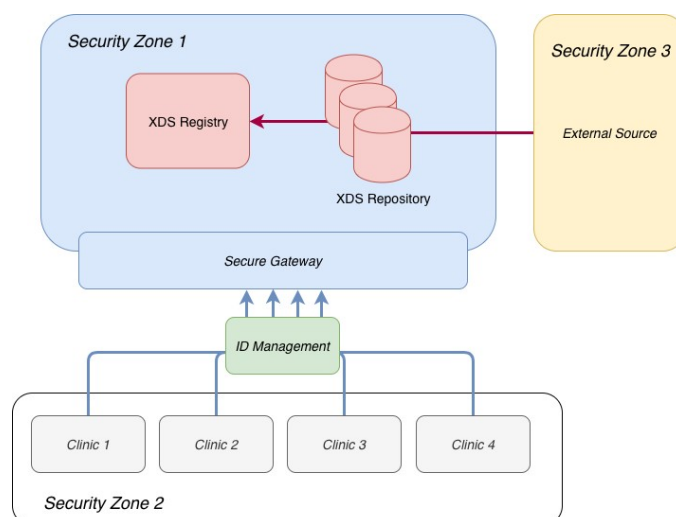 Security Zone 1
Security Zone 3
XDS Registry
External Source
XDS Repository
Secure Gateway
ID Management
Clinic 1
Clinic 2
Clinic 3
Clinic 4
Security Zone 2